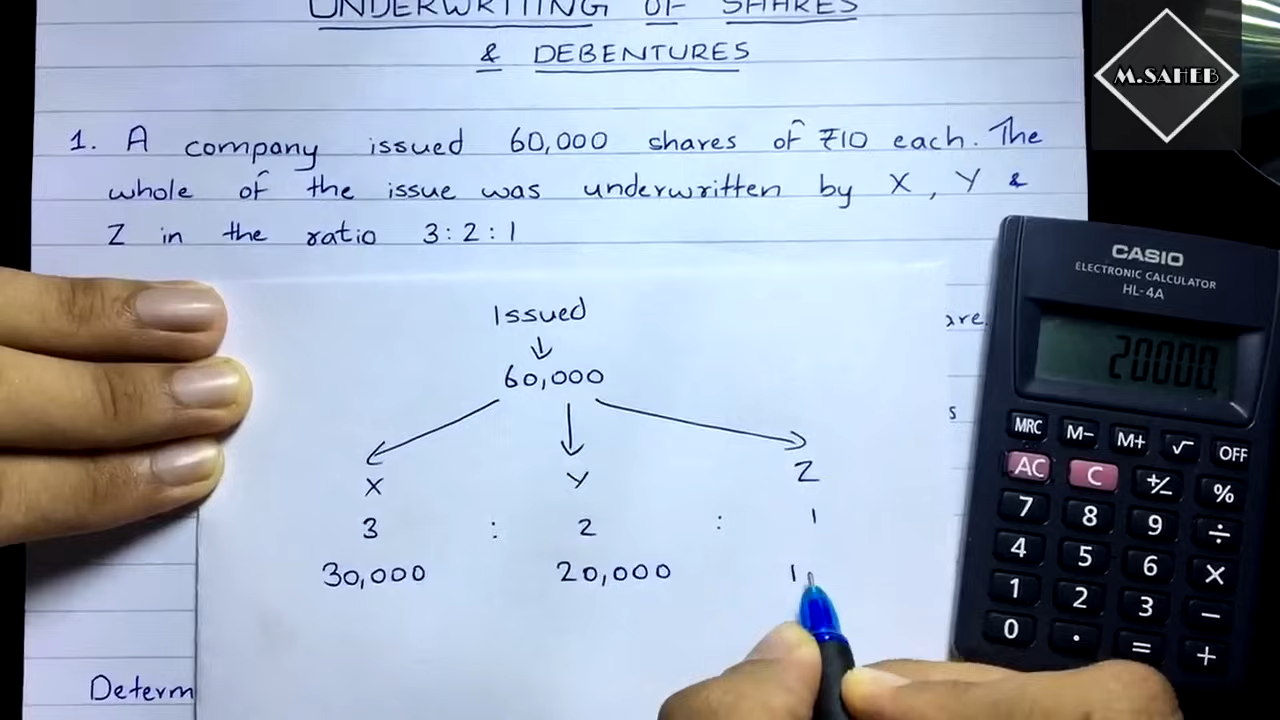 UNDERWRITING OF SHARES
& DEBENTURES
M.SAHEB
1. A company issued 60,000 shares of ₹10 each. The
whole of the issue was underwritten by X, Y &
Z in the ratio 3:2:1
Issued
60,000
X Y Z
3 : 2 : 1
30,000 20,000 1
Determ
CASIO
ELECTRONIC CALCULATOR
HL-4A
20000.
MRC M- M+ √ OFF
AC C +/- %
7 8 9 ÷
4 5 6 X
1 2 3 −
0 · = +